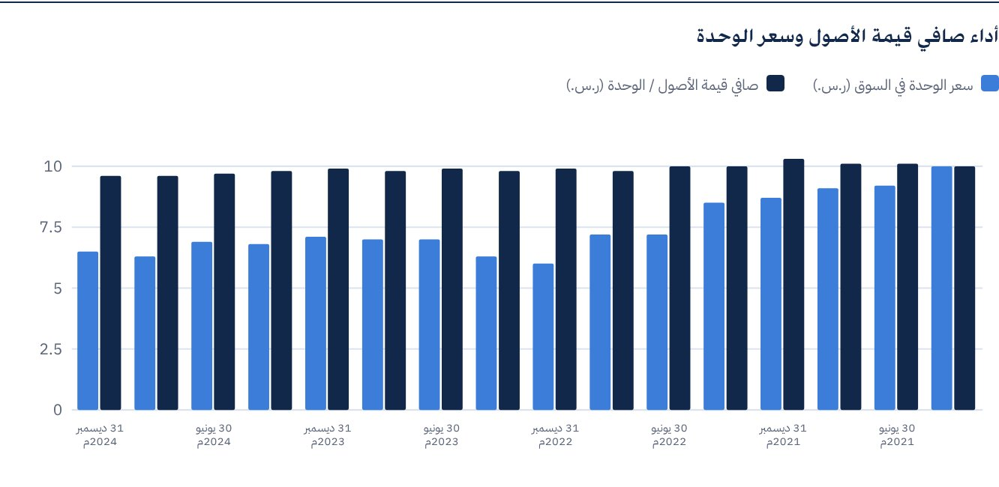 أداء صافي قيمة الأصول وسعر الوحدة
سعر الوحدة في السوق (ر.س.)
صافي قيمة الأصول / الوحدة (ر.س.)
10
7.5
5
2.5
0
30 يونيو
2021م
31 ديسمبر
2021م
30 يونيو
2022م
31 ديسمبر
2022م
30 يونيو
2023م
31 ديسمبر
2023م
30 يونيو
2024م
31 ديسمبر
2024م